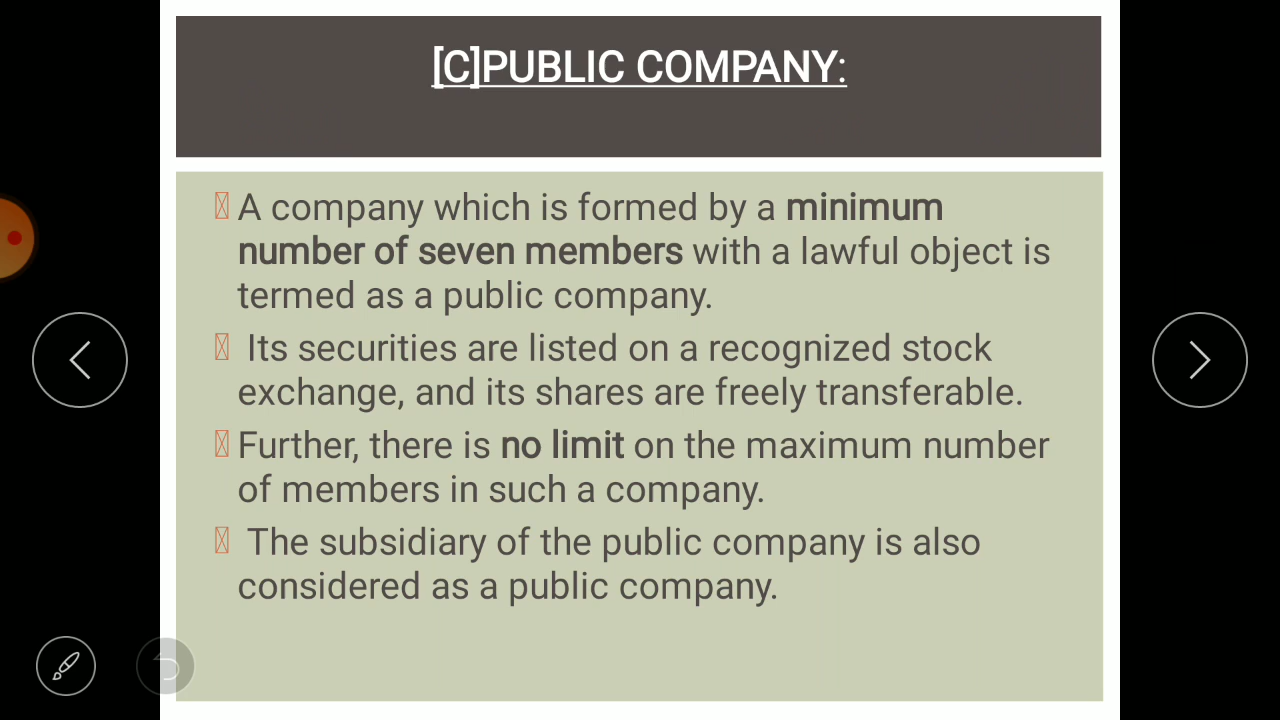 [C]PUBLIC COMPANY:
A company which is formed by a minimum
number of seven members with a lawful object is
termed as a public company.
Its securities are listed on a recognized stock
exchange, and its shares are freely transferable.
Further, there is no limit on the maximum number
of members in such a company.
The subsidiary of the public company is also
considered as a public company.